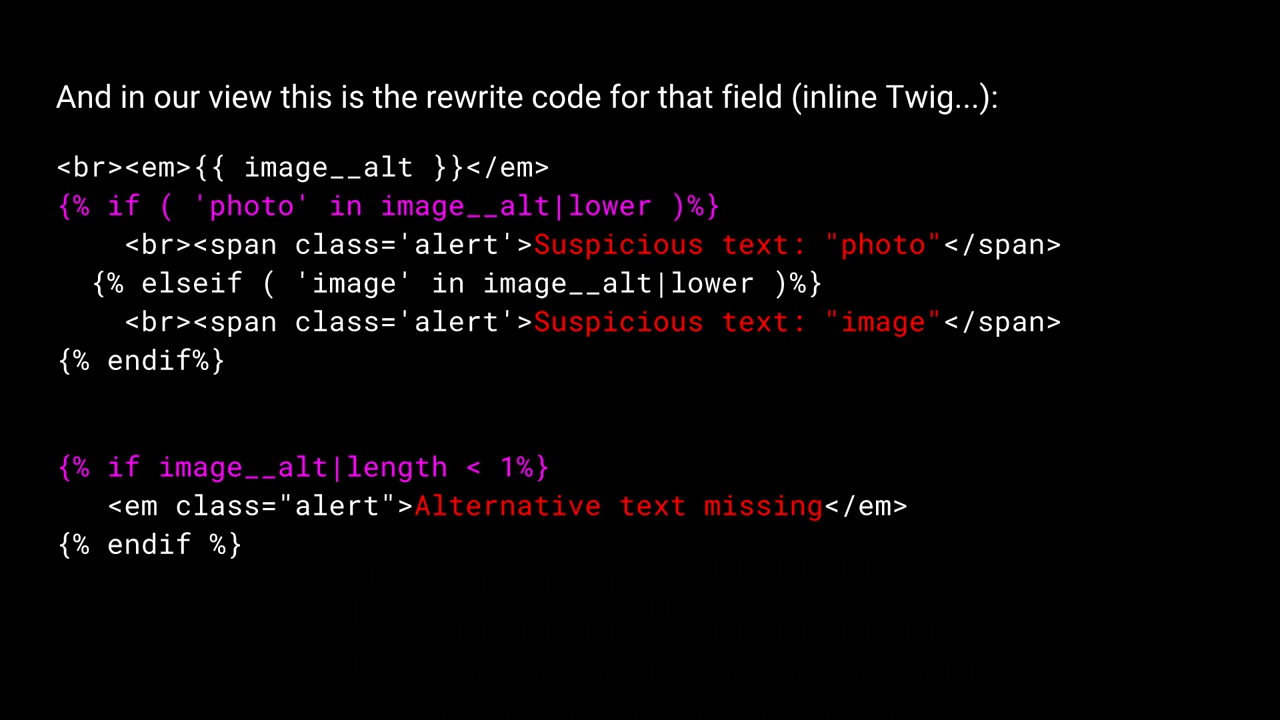 And in our view this is the rewrite code for that field (inline Twig...):
<br><em>{{ image__alt }}</em>
{% if ( 'photo' in image__alt|lower )%}
<br><span class='alert'>Suspicious text: "photo"</span>
{% elseif ( 'image' in image__alt|lower )%}
<br><span class='alert'>Suspicious text: "image"</span>
{% endif%}
{% if image__alt|length < 1%}
<em class="alert">Alternative text missing</em>
{% endif %}